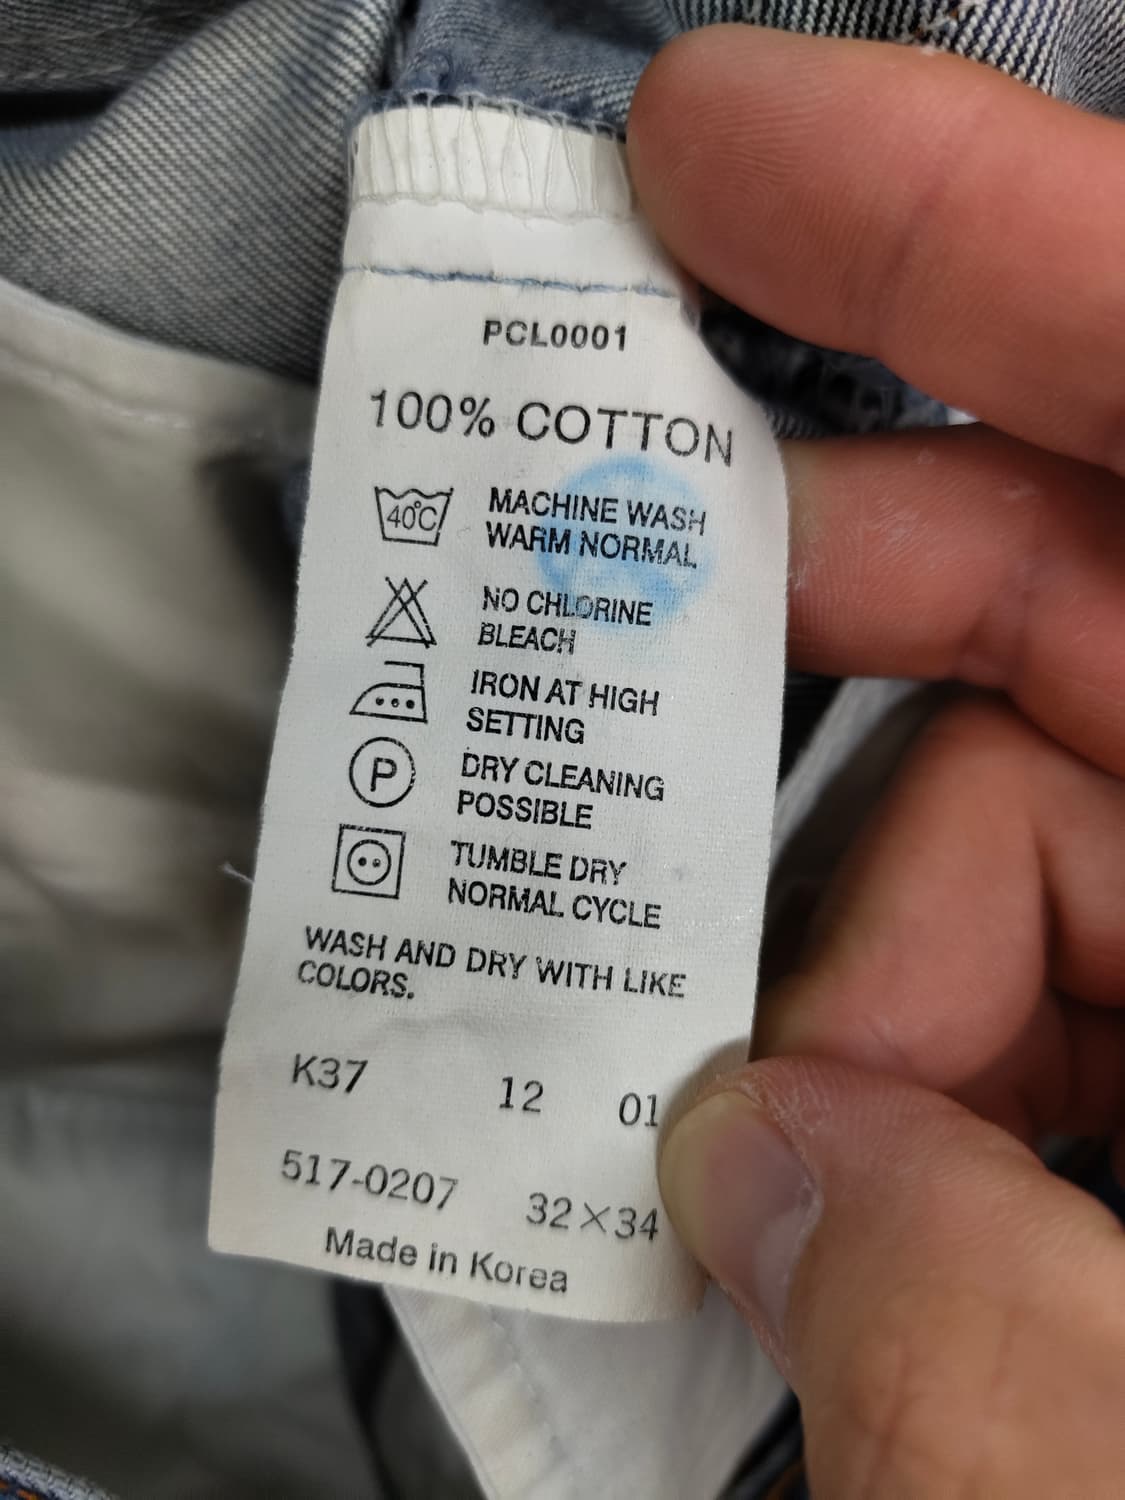 PCL0001
100% COTTON
40°C MACHINE WASH
WARM NORMAL
NO CHLORINE
BLEACH
IRON AT HIGH
SETTING
P DRY CLEANING
POSSIBLE
TUMBLE DRY
NORMAL CYCLE
WASH AND DRY WITH LIKE
COLORS.
K37 12 01
517-0207 32×34
Made in Korea